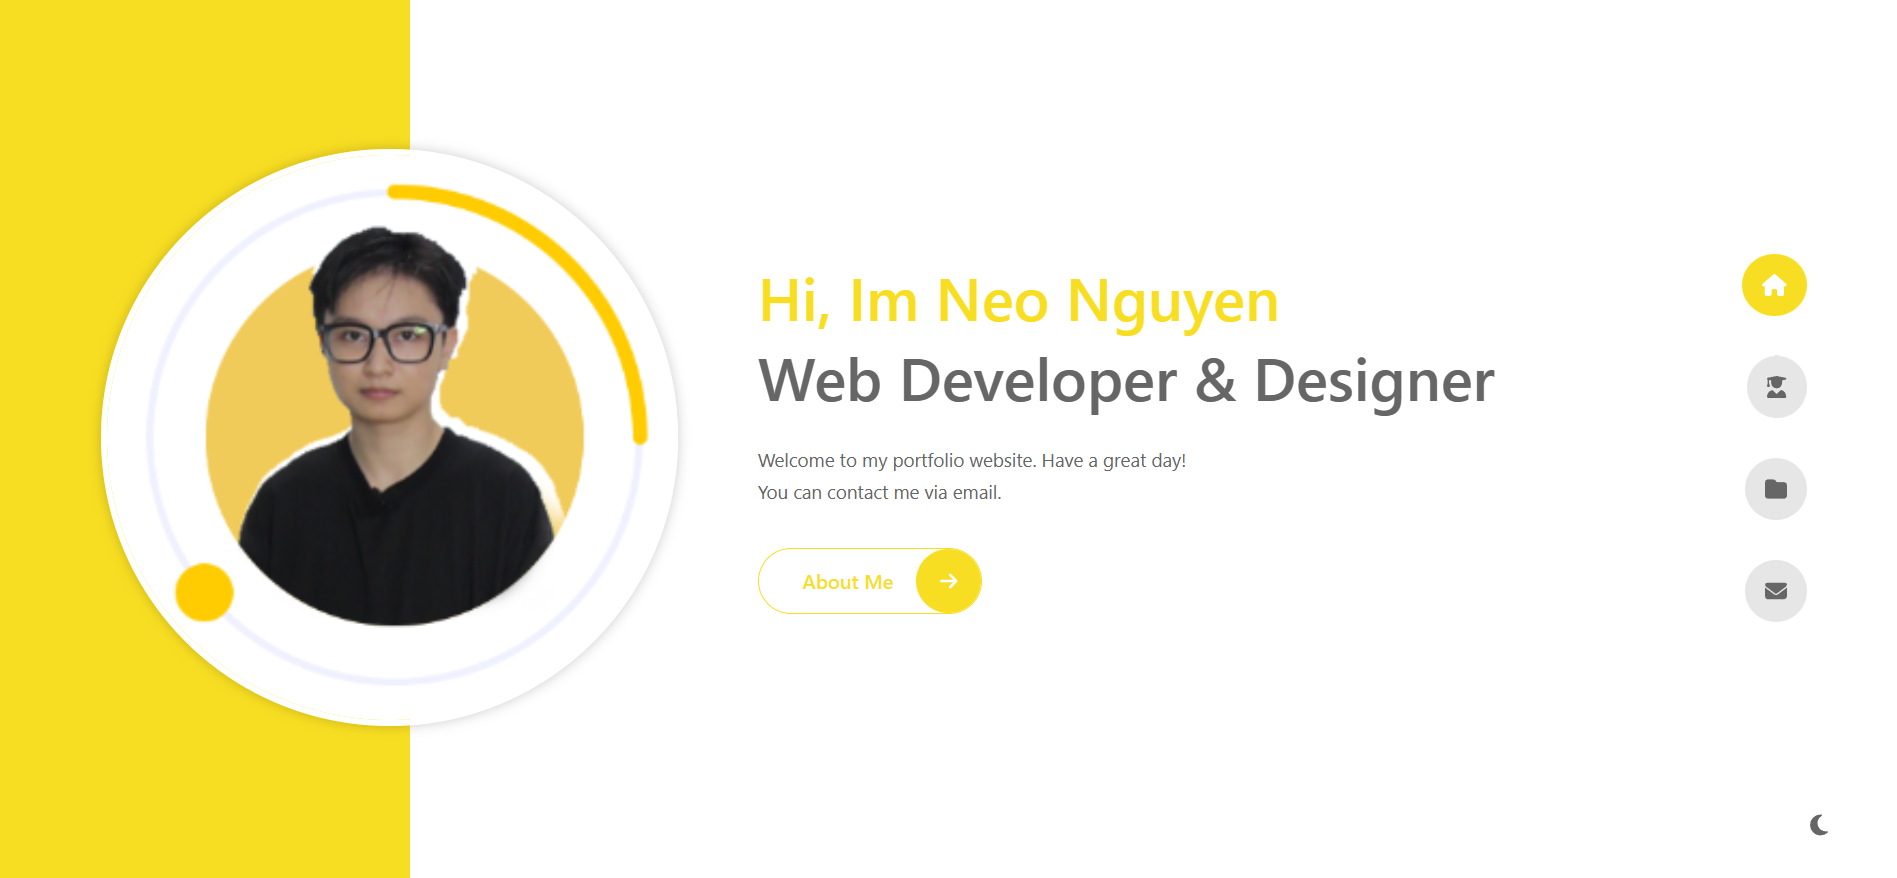 Hi, Im Neo Nguyen
Web Developer & Designer
Welcome to my portfolio website. Have a great day!
You can contact me via email.
About Me